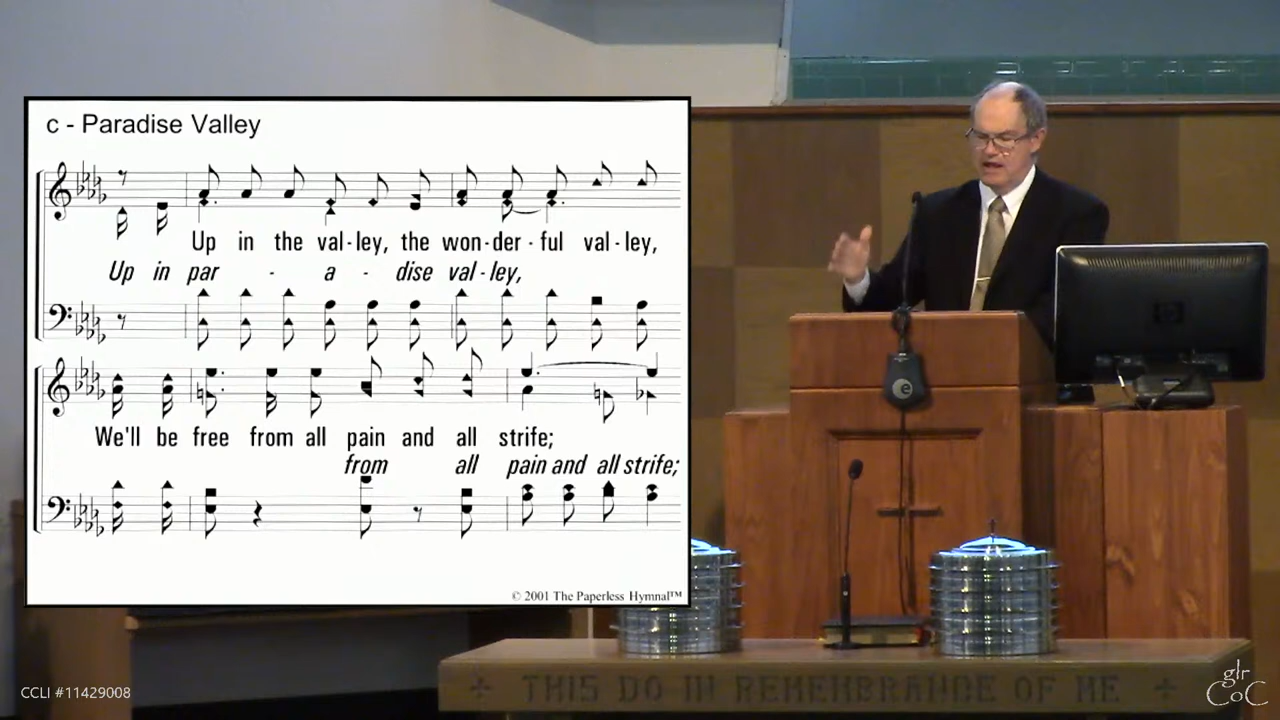 c - Paradise Valley
Up in the val - ley, the won - der - ful val - ley,
Up in par - a - dise val - ley,
We'll be free from all pain and all strife;
from all pain and all strife;
© 2001 The Paperless Hymnal™
hp
e
THIS DO IN REMEMBRANCE OF ME
CCLI #11429008
glr
CoC